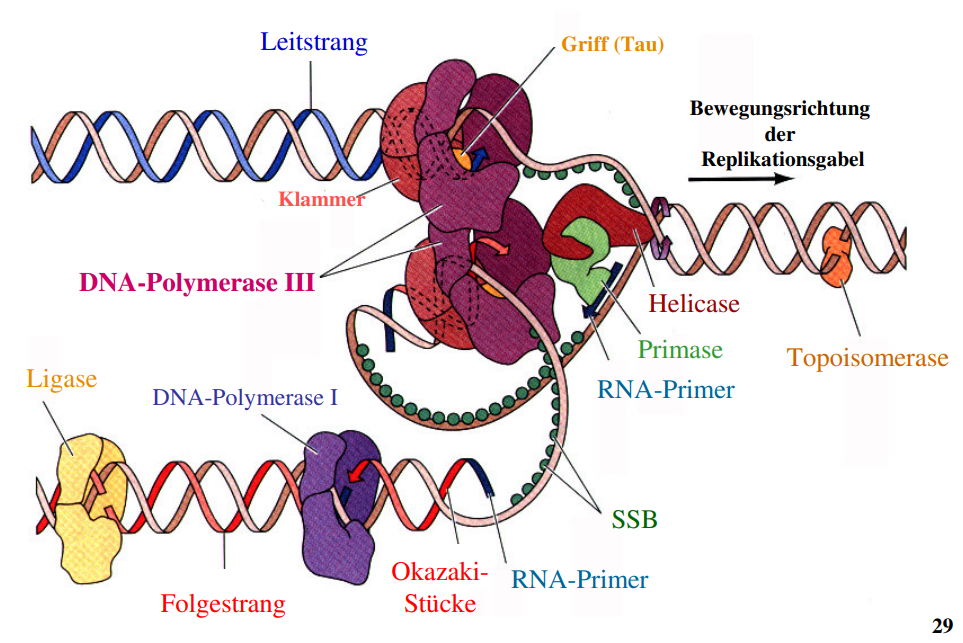 Leitstrang
Griff (Tau)
Bewegungsrichtung
der
Replikationsgabel
Klammer
DNA-Polymerase III
Helicase
Primase
Topoisomerase
RNA-Primer
Ligase
DNA-Polymerase I
SSB
Okazaki-
Stücke
RNA-Primer
Folgestrang
29